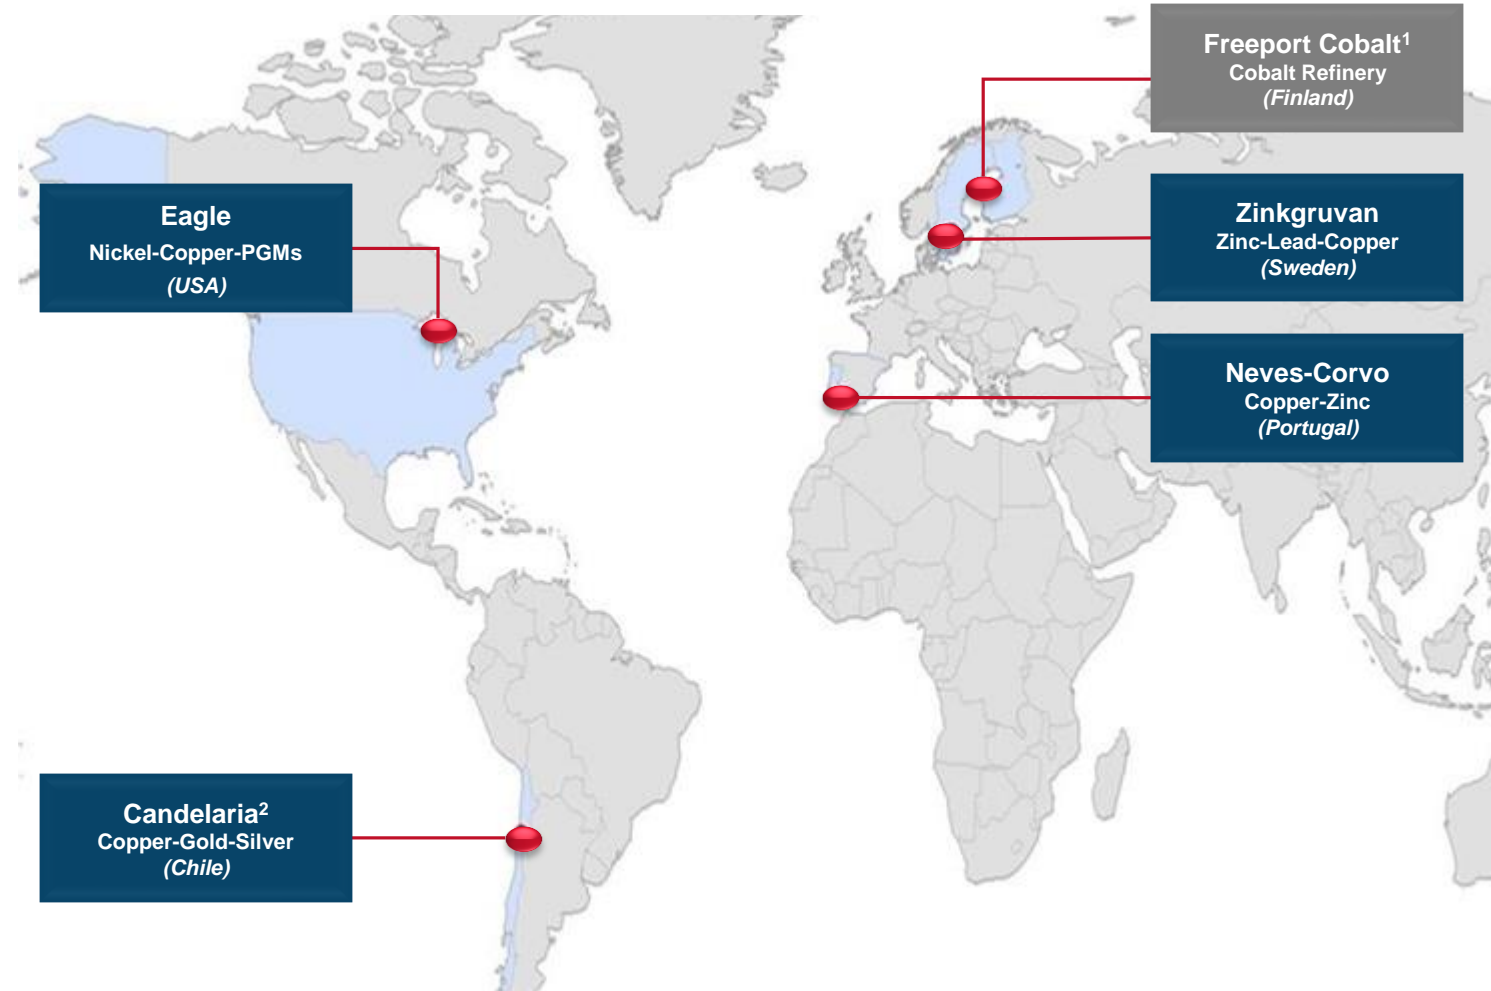 Freeport Cobalt¹
Cobalt Refinery
(Finland)
Eagle
Nickel-Copper-PGMs
(USA)
Zinkgruvan
Zinc-Lead-Copper
(Sweden)
Neves-Corvo
Copper-Zinc
(Portugal)
Candelaria²
Copper-Gold-Silver
(Chile)